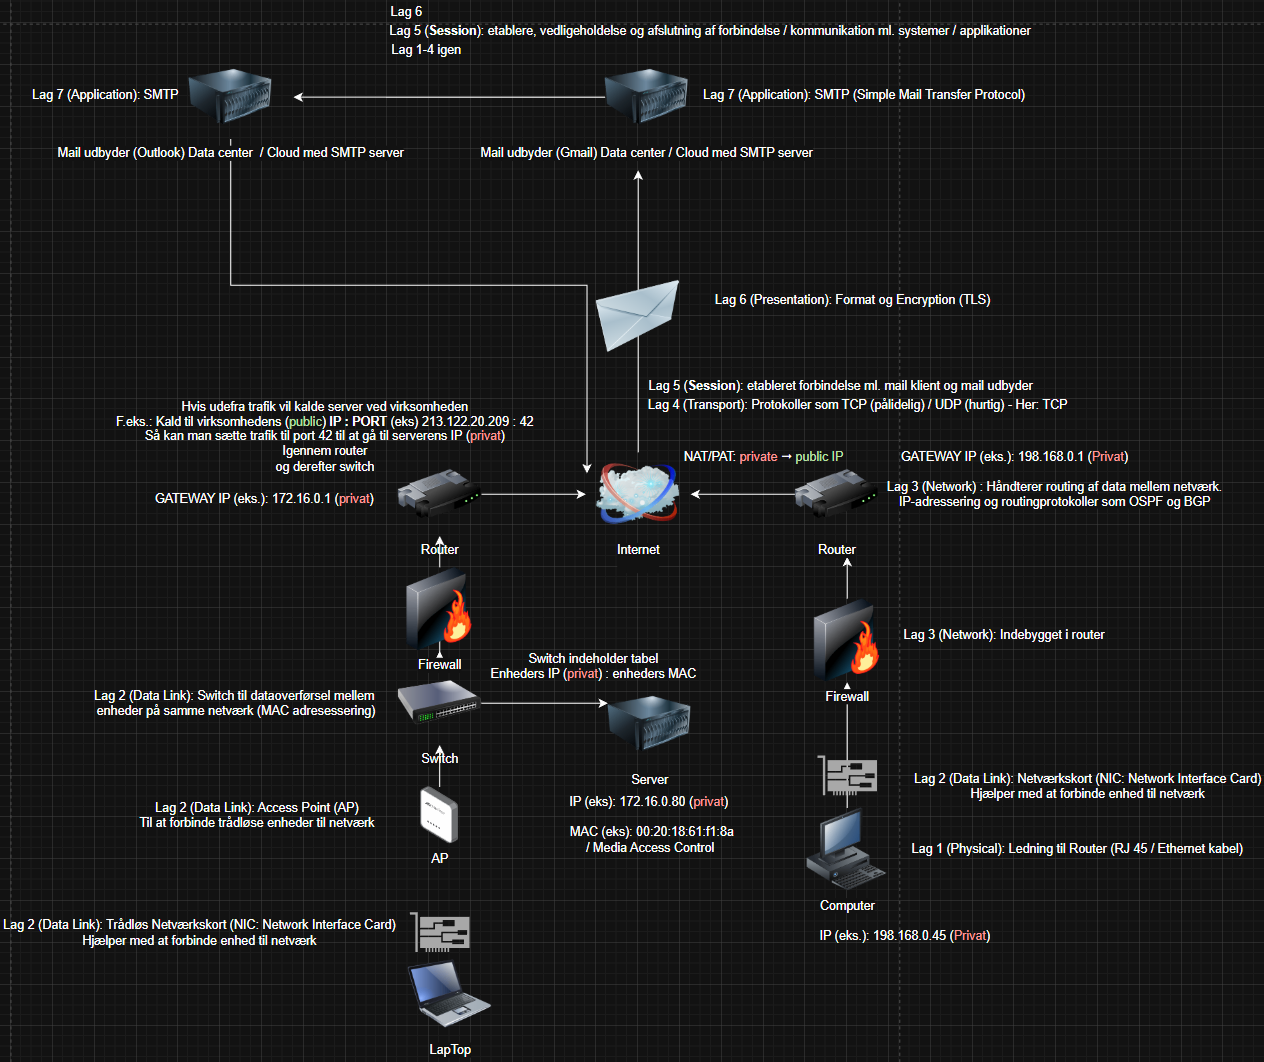 Lag 6
Lag 5 (Session): etablere, vedligeholdelse og afslutning af forbindelse / kommunikation ml. systemer / applikationer
Lag 1-4 igen
Lag 7 (Application): SMTP
Lag 7 (Application): SMTP (Simple Mail Transfer Protocol)
Mail udbyder (Outlook) Data center / Cloud med SMTP server
Mail udbyder (Gmail) Data center / Cloud med SMTP server
Lag 6 (Presentation): Format og Encryption (TLS)
Lag 5 (Session): etableret forbindelse ml. mail klient og mail udbyder
Lag 4 (Transport): Protokoller som TCP (pålidelig) / UDP (hurtig) - Her: TCP
Hvis udefra trafik vil kalde server ved virksomheden
F.eks.: Kald til virksomhedens (public) IP : PORT (eks) 213.122.20.209 : 42
Så kan man sætte trafik til port 42 til at gå til serverens IP (privat)
Igennem router
og derefter switch
NAT/PAT: private → public IP
GATEWAY IP (eks.): 198.168.0.1 (Privat)
GATEWAY IP (eks.): 172.16.0.1 (privat)
Lag 3 (Network) : Håndterer routing af data mellem netværk.
IP-adressering og routingprotokoller som OSPF og BGP
Router
Internet
Router
Lag 3 (Network): Indebygget i router
Firewall
Switch indeholder tabel
Enheders IP (privat) : enheders MAC
Firewall
Lag 2 (Data Link): Switch til dataoverførsel mellem
enheder på samme netværk (MAC adresessering)
Switch
Server
IP (eks): 172.16.0.80 (privat)
MAC (eks): 00:20:18:61:f1:8a
/ Media Access Control
Lag 2 (Data Link): Netværkskort (NIC: Network Interface Card)
Hjælper med at forbinde enhed til netværk
Lag 2 (Data Link): Access Point (AP)
Til at forbinde trådløse enheder til netværk
AP
Lag 1 (Physical): Ledning til Router (RJ 45 / Ethernet kabel)
Computer
IP (eks.): 198.168.0.45 (Privat)
Lag 2 (Data Link): Trådløs Netværkskort (NIC: Network Interface Card)
Hjælper med at forbinde enhed til netværk
LapTop